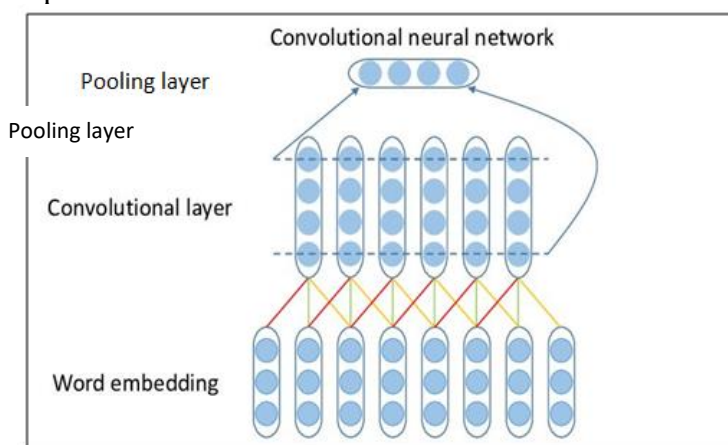 Convolutional neural network
Pooling layer
Pooling layer
Convolutional layer
Word embedding